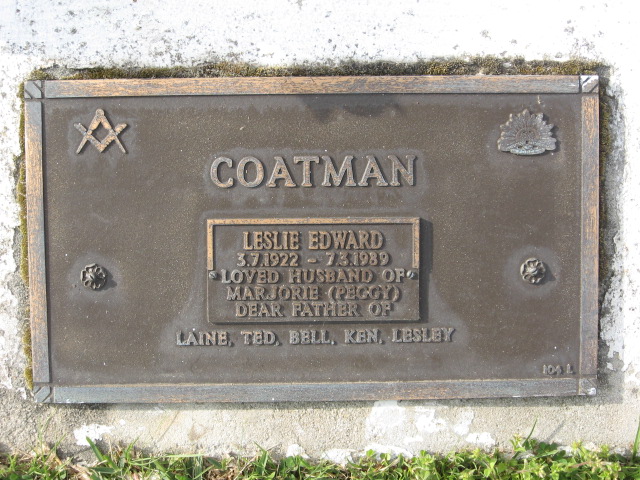 COATMAN
LESLIE EDWARD
3.7.1922 – 7.3.1989
LOVED HUSBAND OF
MARJORIE (PEGGY)
DEAR FATHER OF
LAINE, TED, BELL, KEN, LESLEY
104 L